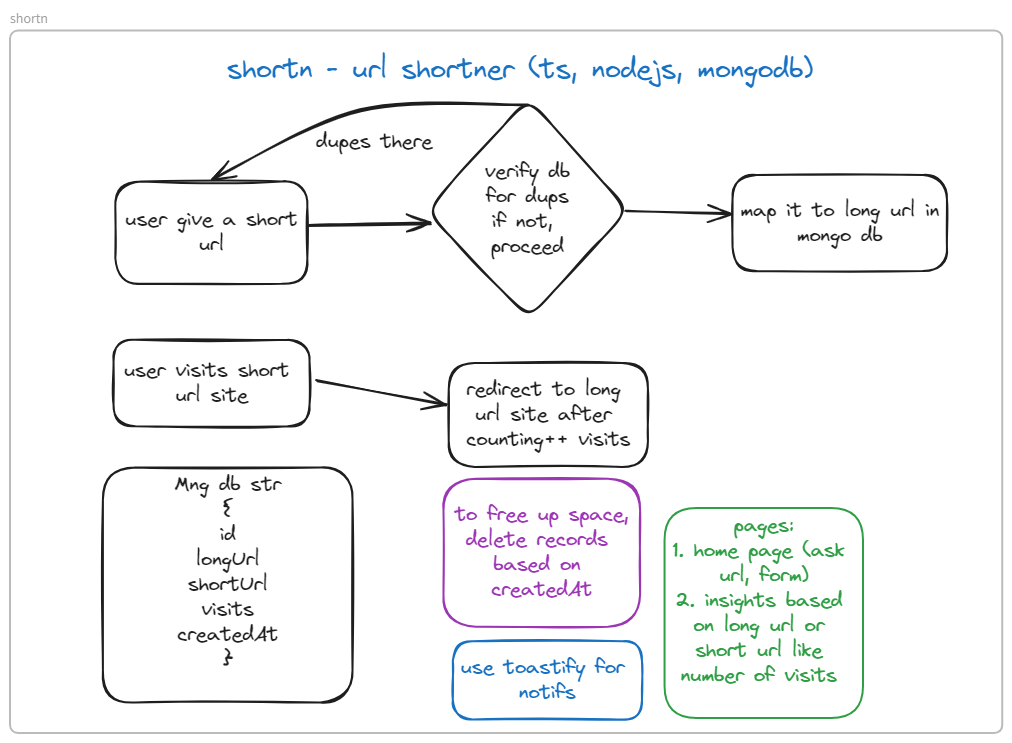 shortn
shortn - url shortner (ts, nodejs, mongodb)
dupes there
user give a short
url
verify db
for dups
if not,
proceed
map it to long url in
mongo db
user visits short
url site
redirect to long
url site after
counting++ visits
Mng db str
{
id
longUrl
shortUrl
visits
createdAt
}
to free up space,
delete records
based on
createdAt
use toastify for
notifs
pages:
1. home page (ask
url, form)
2. insights based
on long url or
short url like
number of visits